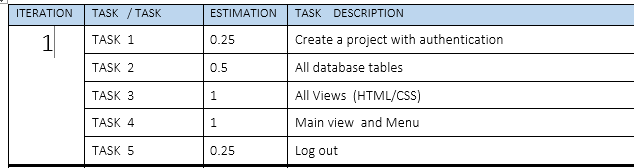 ITERATION TASK / TASK ESTIMATION TASK DESCRIPTION
1 TASK 1 0.25 Create a project with authentication
TASK 2 0.5 All database tables
TASK 3 1 All Views (HTML/CSS)
TASK 4 1 Main view and Menu
TASK 5 0.25 Log out